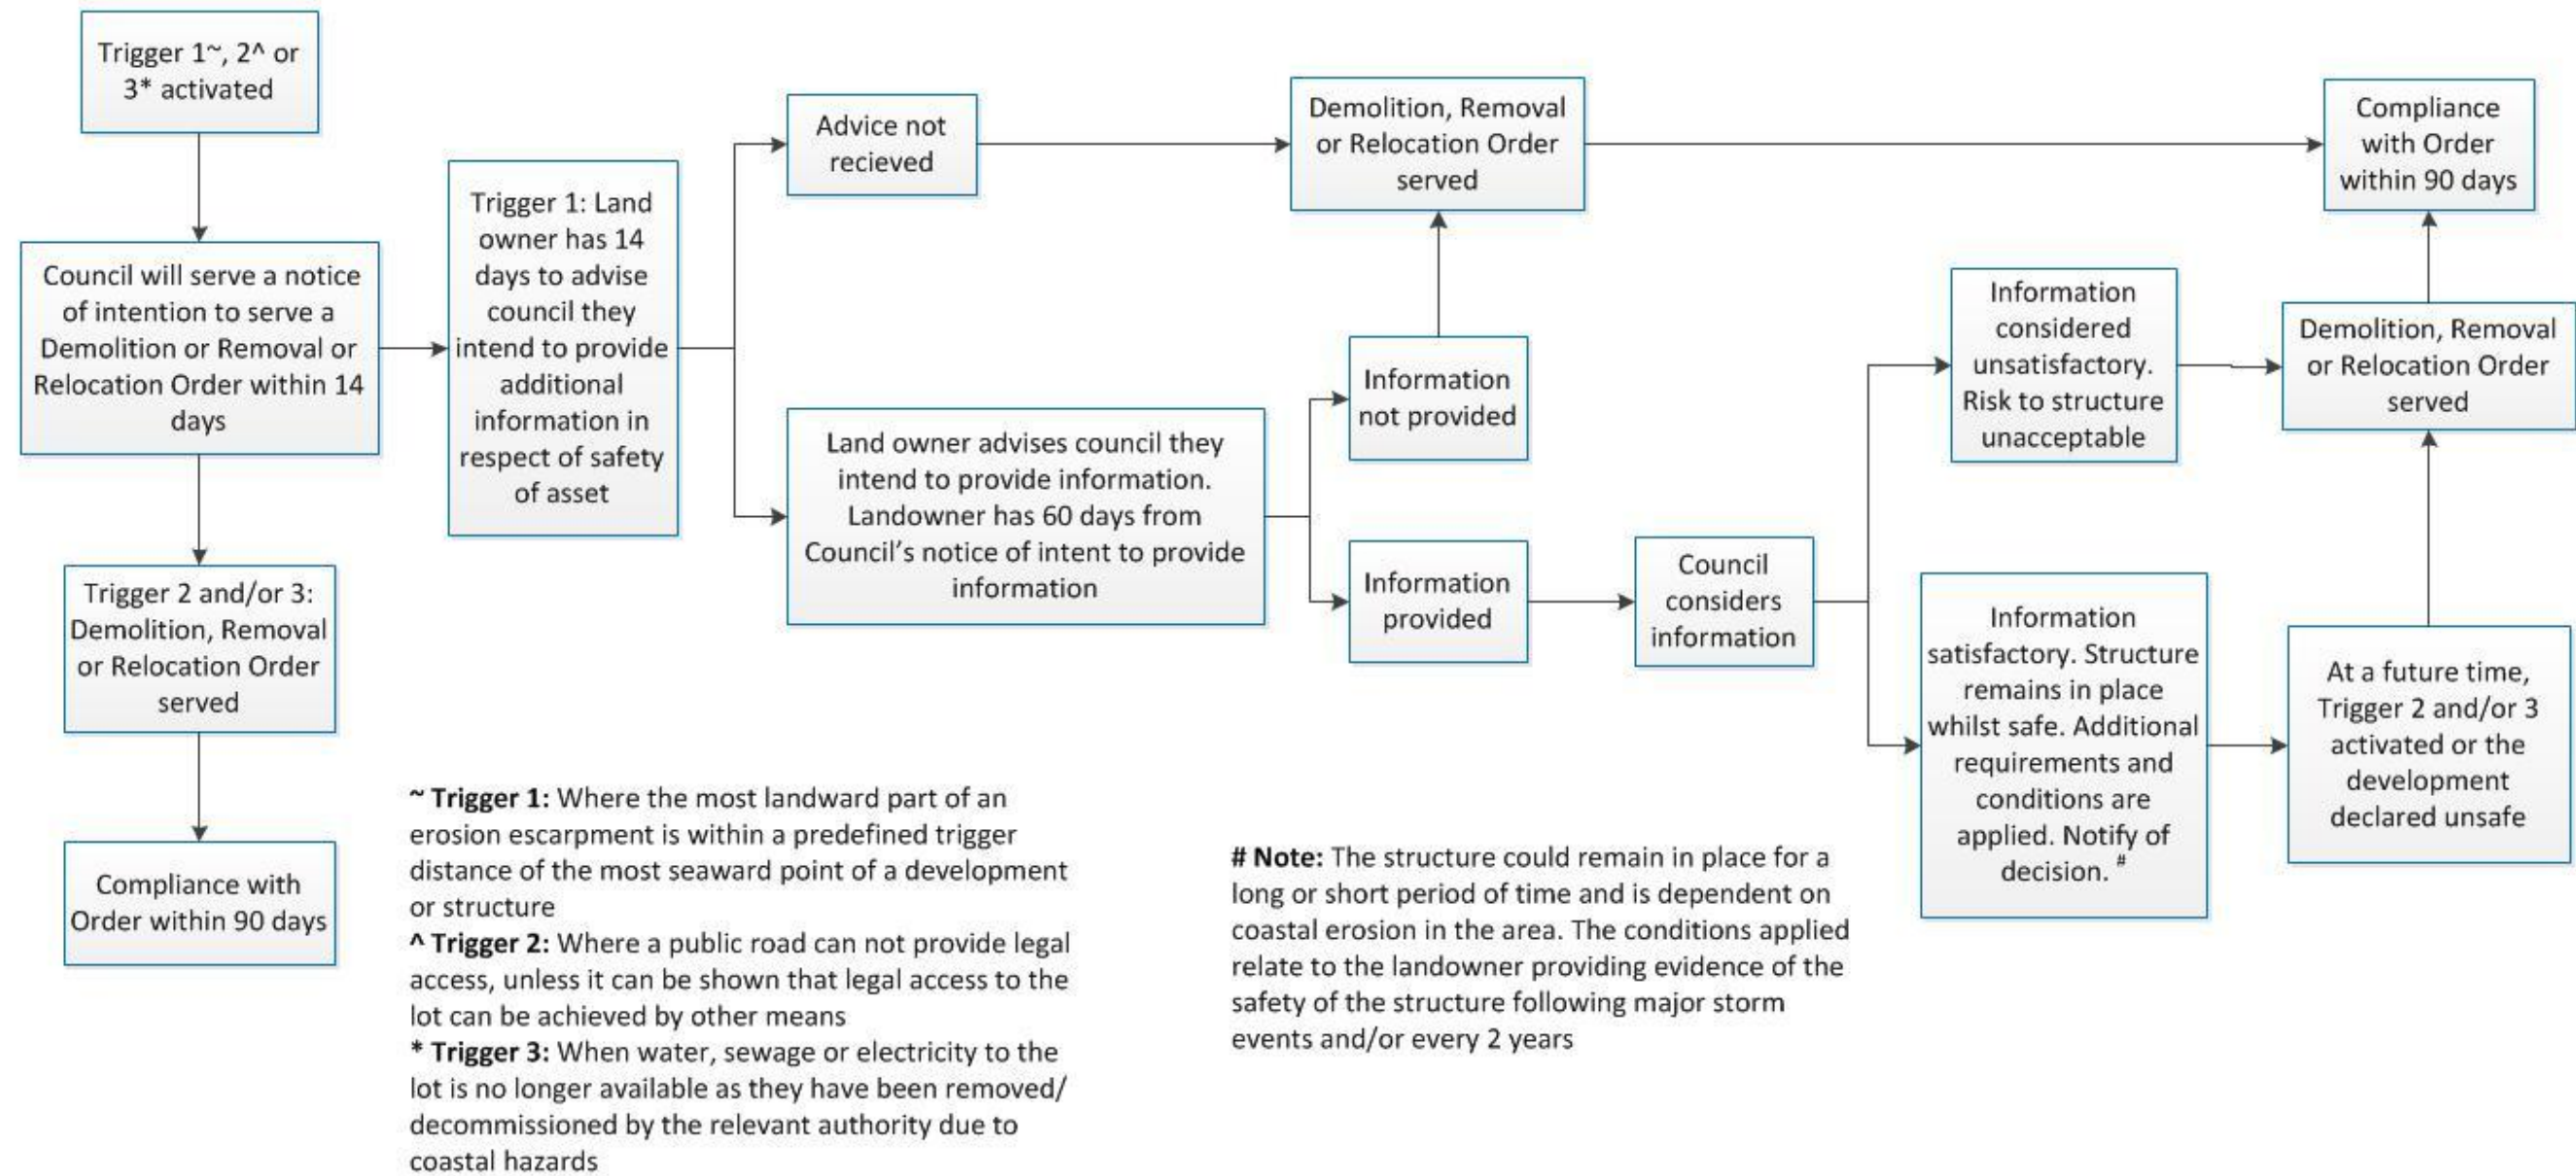 Trigger 1~, 2^ or
3* activated
Council will serve a notice
of intention to serve a
Demolition or Removal or
Relocation Order within 14
days
Trigger 2 and/or 3:
Demolition, Removal
or Relocation Order
served
Compliance with
Order within 90 days
Trigger 1: Land
owner has 14
days to advise
council they
intend to provide
additional
information in
respect of safety
of asset
Advice not
recieved
Land owner advises council they
intend to provide information.
Landowner has 60 days from
Council's notice of intent to provide
information
Demolition, Removal
or Relocation Order
served
Information
not provided
Information
provided
Council
considers
information
Information
considered
unsatisfactory.
Risk to structure
unacceptable
Information
satisfactory. Structure
remains in place
whilst safe. Additional
requirements and
conditions are
applied. Notify of
decision. #
Compliance
with Order
within 90 days
Demolition, Removal
or Relocation Order
served
At a future time,
Trigger 2 and/or 3
activated or the
development
declared unsafe
~ Trigger 1: Where the most landward part of an
erosion escarpment is within a predefined trigger
distance of the most seaward point of a development
or structure
^ Trigger 2: Where a public road can not provide legal
access, unless it can be shown that legal access to the
lot can be achieved by other means
* Trigger 3: When water, sewage or electricity to the
lot is no longer available as they have been removed/
decommissioned by the relevant authority due to
coastal hazards
# Note: The structure could remain in place for a
long or short period of time and is dependent on
coastal erosion in the area. The conditions applied
relate to the landowner providing evidence of the
safety of the structure following major storm
events and/or every 2 years